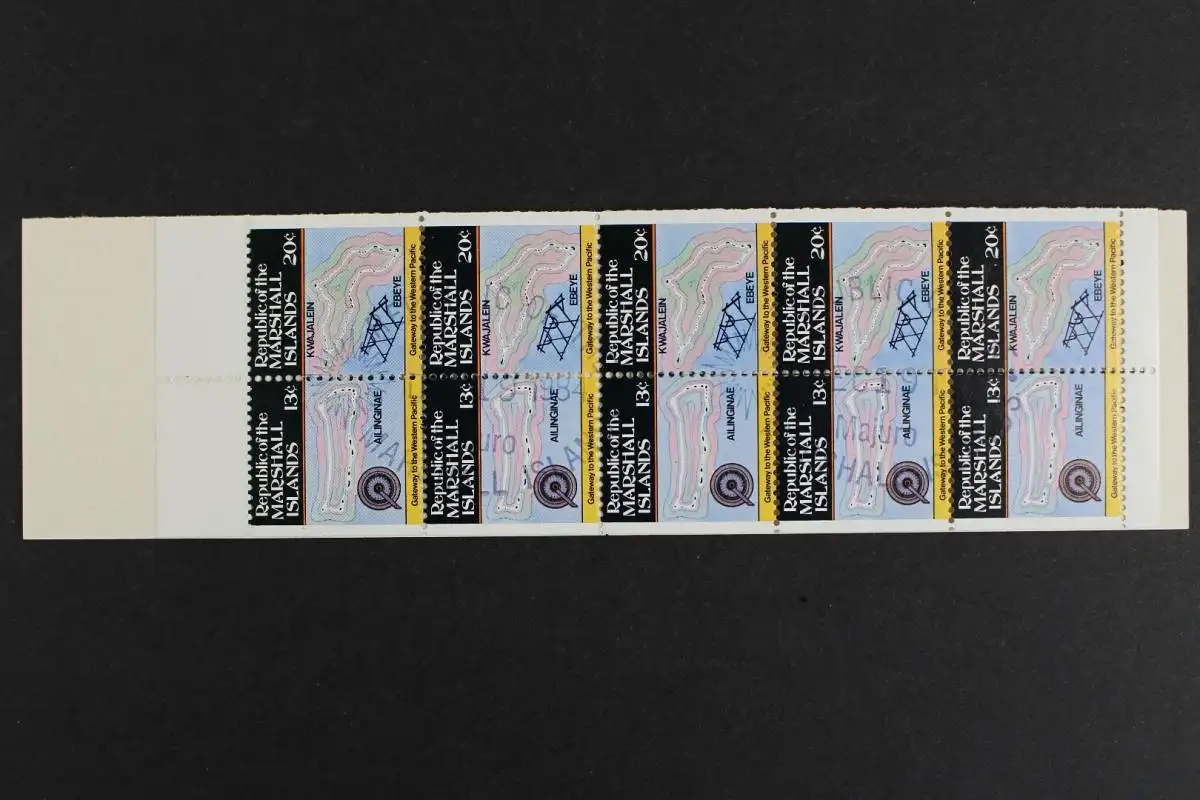 Republic of the
MARSHALL
ISLANDS
20¢
KWAJALEIN
EBEYE
Gateway to the Western Pacific
Republic of the
MARSHALL
ISLANDS
20¢
KWAJALEIN
EBEYE
Gateway to the Western Pacific
Republic of the
MARSHALL
ISLANDS
20¢
KWAJALEIN
EBEYE
Gateway to the Western Pacific
Republic of the
MARSHALL
ISLANDS
20¢
KWAJALEIN
EBEYE
Gateway to the Western Pacific
Republic of the
MARSHALL
ISLANDS
20¢
KWAJALEIN
EBEYE
Gateway to the Western Pacific
Republic of the
MARSHALL
ISLANDS
13¢
AILINGINAE
Gateway to the Western Pacific
Republic of the
MARSHALL
ISLANDS
13¢
AILINGINAE
Gateway to the Western Pacific
Republic of the
MARSHALL
ISLANDS
13¢
AILINGINAE
Gateway to the Western Pacific
Republic of the
MARSHALL
ISLANDS
13¢
AILINGINAE
Gateway to the Western Pacific
Republic of the
MARSHALL
ISLANDS
13¢
AILINGINAE
Gateway to the Western Pacific
Majuro